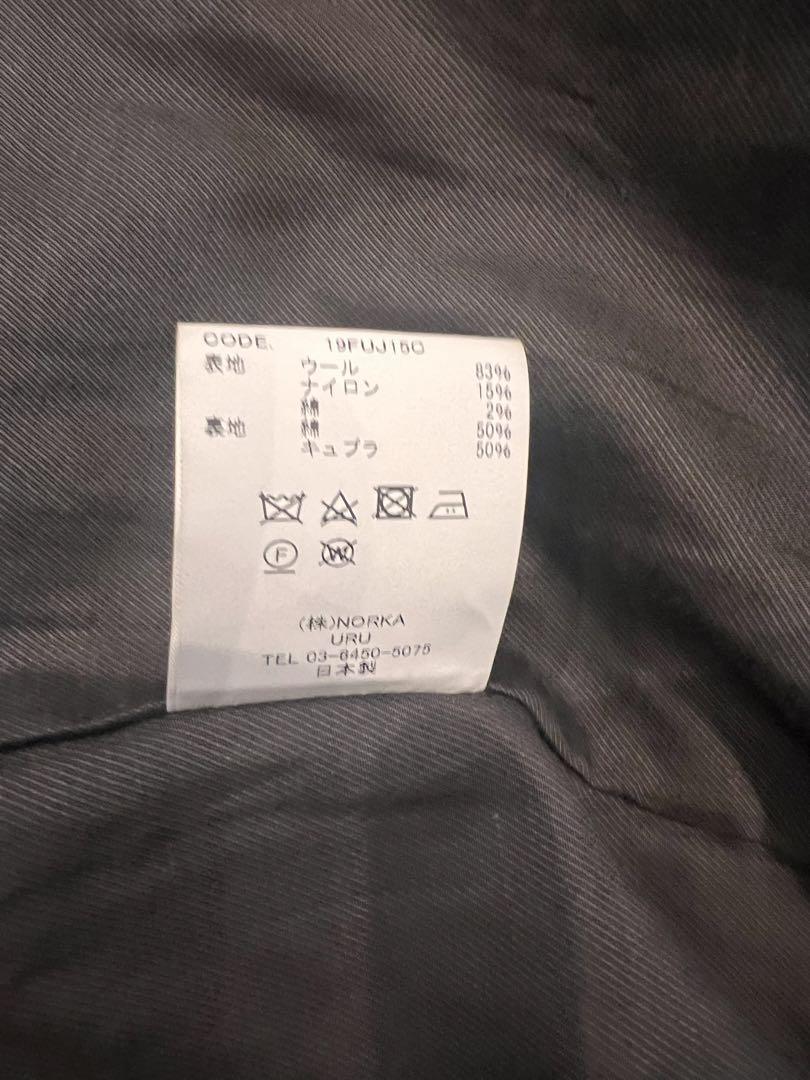 CODE. 19FUJ15C
表地 ウール 83%
ナイロン 15%
綿 2%
表地 綿 50%
キュプラ 50%
F
W
(株)NORKA
URU
TEL 03-6450-5075
日本製